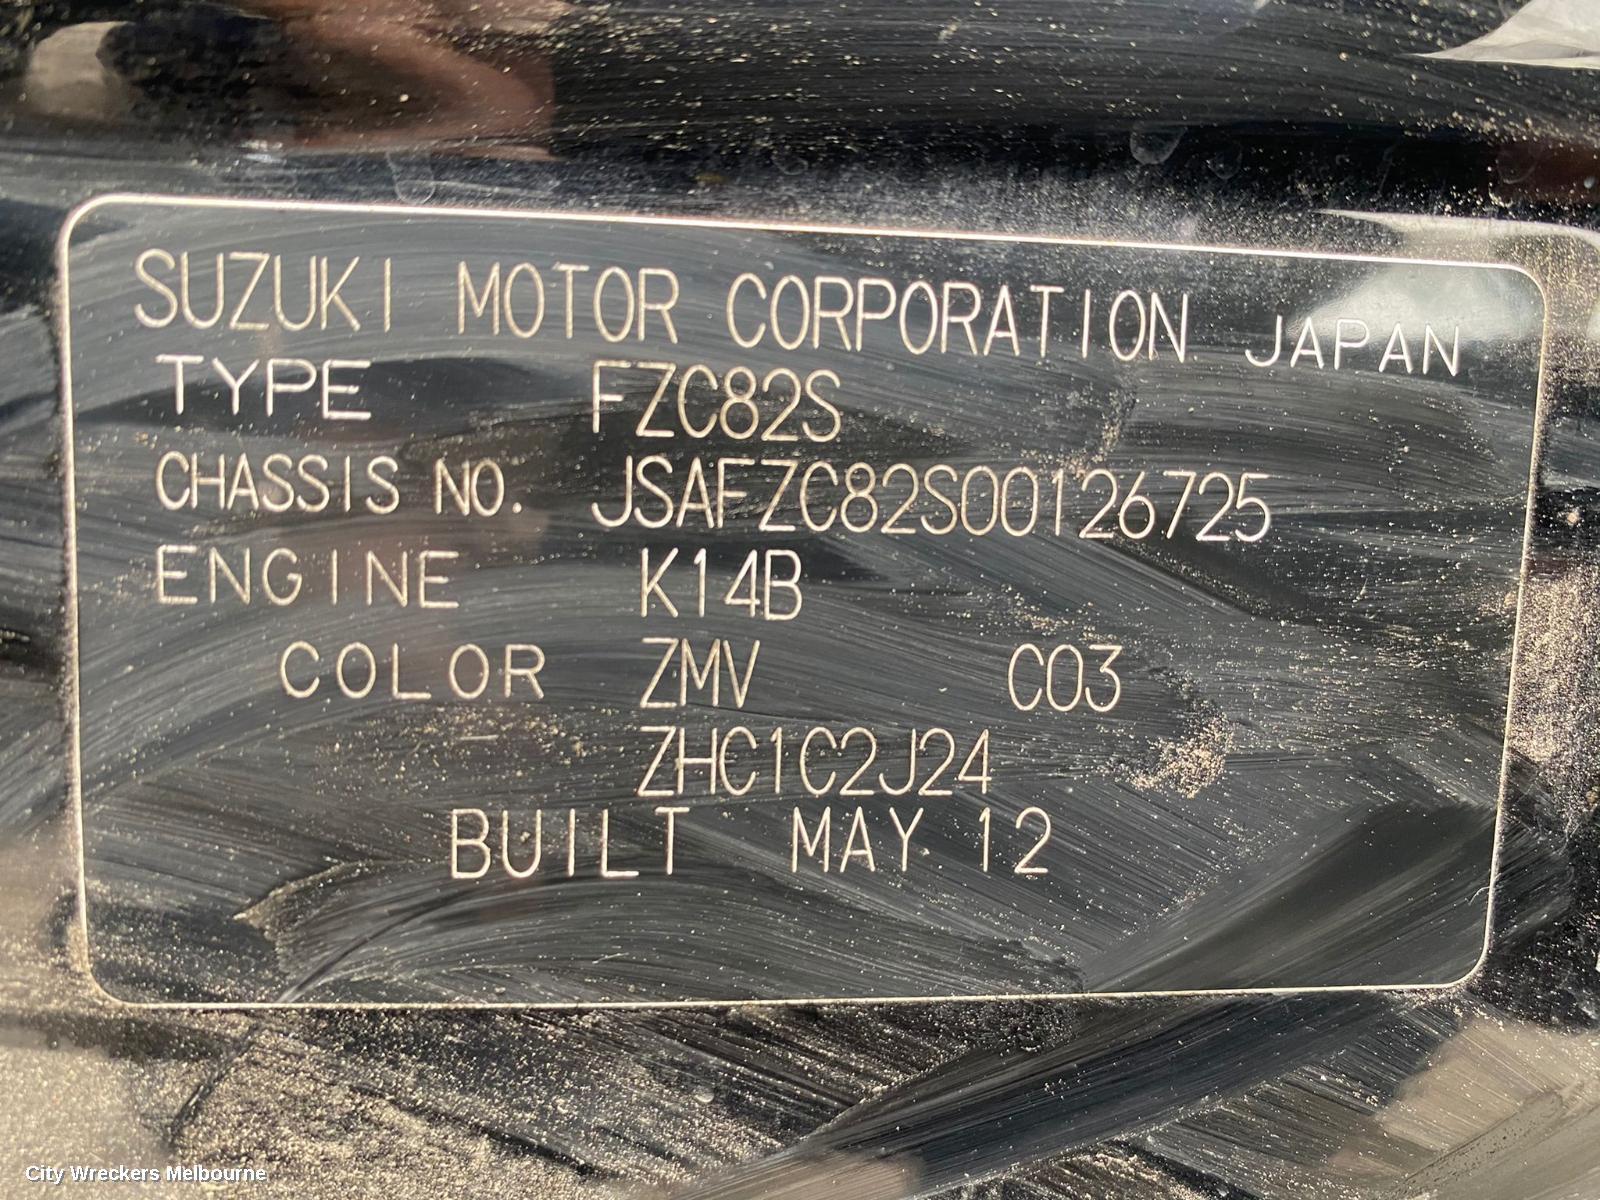 SUZUKI MOTOR CORPORATION JAPAN
TYPE FZC82S
CHASSIS NO. JSAFZC82S00126725
ENGINE K14B
COLOR ZMV C03
ZHC1C2J24
BUILT MAY.12
City Wreckers Melbourne